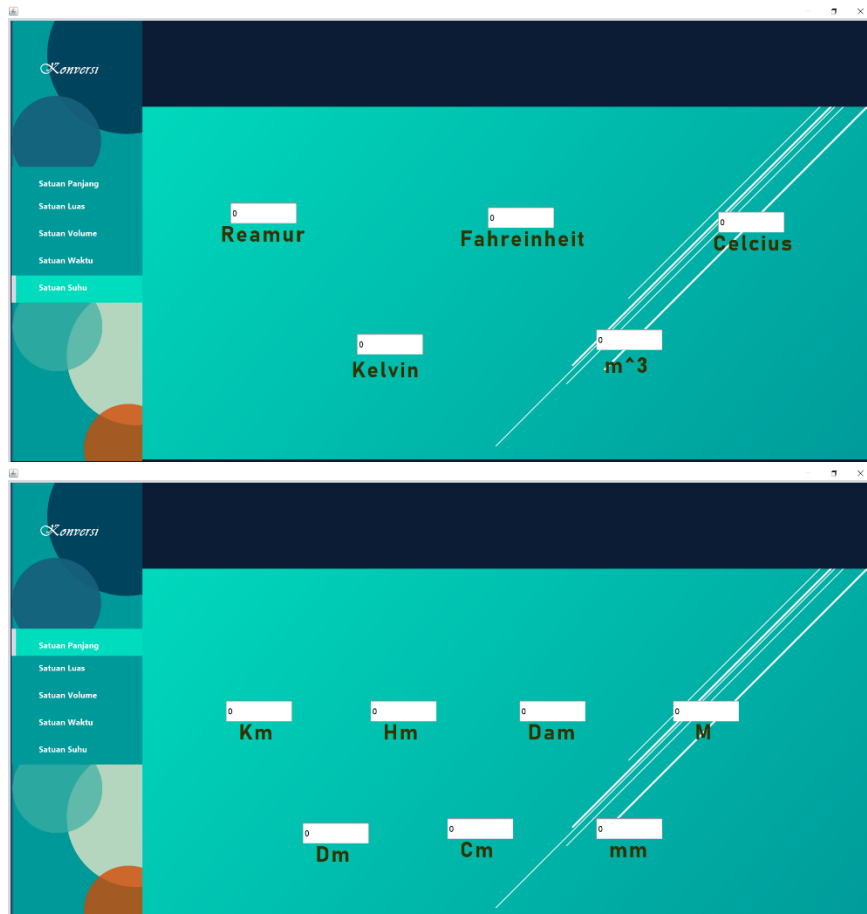 Konversi
Satuan Panjang
Satuan Luas
Satuan Volume
Satuan Waktu
Satuan Suhu
0 0 0
Reamur Fahreinheit Celcius
0 0
Kelvin m^3
Konversi
Satuan Panjang
Satuan Luas
Satuan Volume
Satuan Waktu
Satuan Suhu
0 0 0 0
Km Hm Dam M
0 0 0
Dm Cm mm